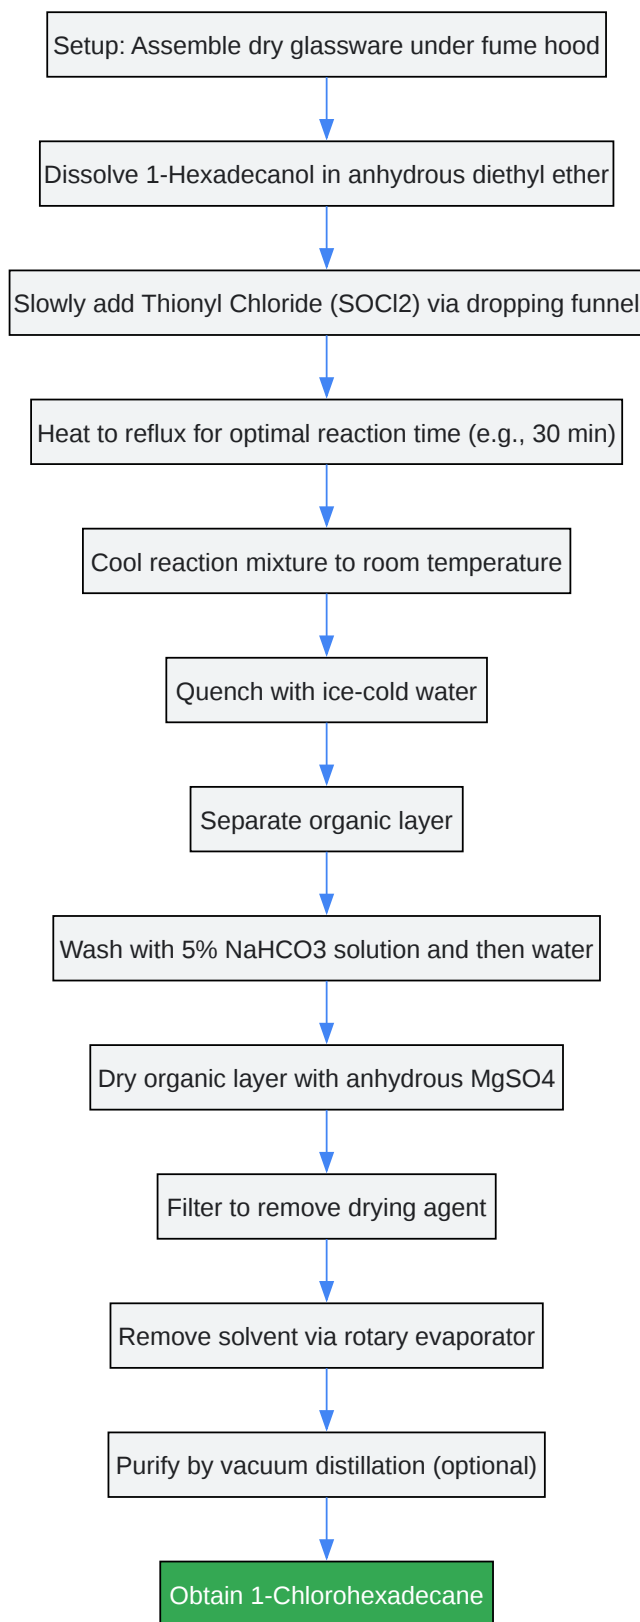 Setup: Assemble dry glassware under fume hood
Dissolve 1-Hexadecanol in anhydrous diethyl ether
Slowly add Thionyl Chloride (SOCl2) via dropping funnel
Heat to reflux for optimal reaction time (e.g., 30 min)
Cool reaction mixture to room temperature
Quench with ice-cold water
Separate organic layer
Wash with 5% NaHCO3 solution and then water
Dry organic layer with anhydrous MgSO4
Filter to remove drying agent
Remove solvent via rotary evaporator
Purify by vacuum distillation (optional)
Obtain 1-Chlorohexadecane